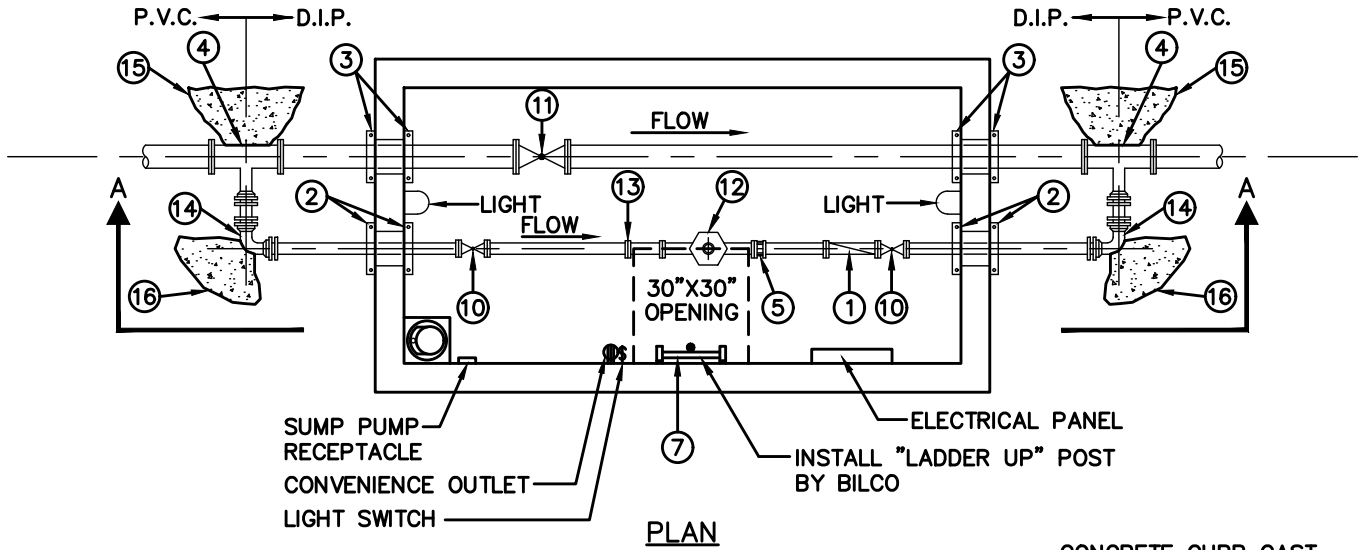 P.V.C. D.I.P.
D.I.P. P.V.C.
4
4
15
3
3
15
11
FLOW
A
A
2
LIGHT
13
12
LIGHT
2
14
FLOW
14
16
10
30"X30"
OPENING
5
1
10
16
S
SUMP PUMP
RECEPTACLE
7
ELECTRICAL PANEL
CONVENIENCE OUTLET
INSTALL "LADDER UP" POST
BY BILCO
LIGHT SWITCH
PLAN